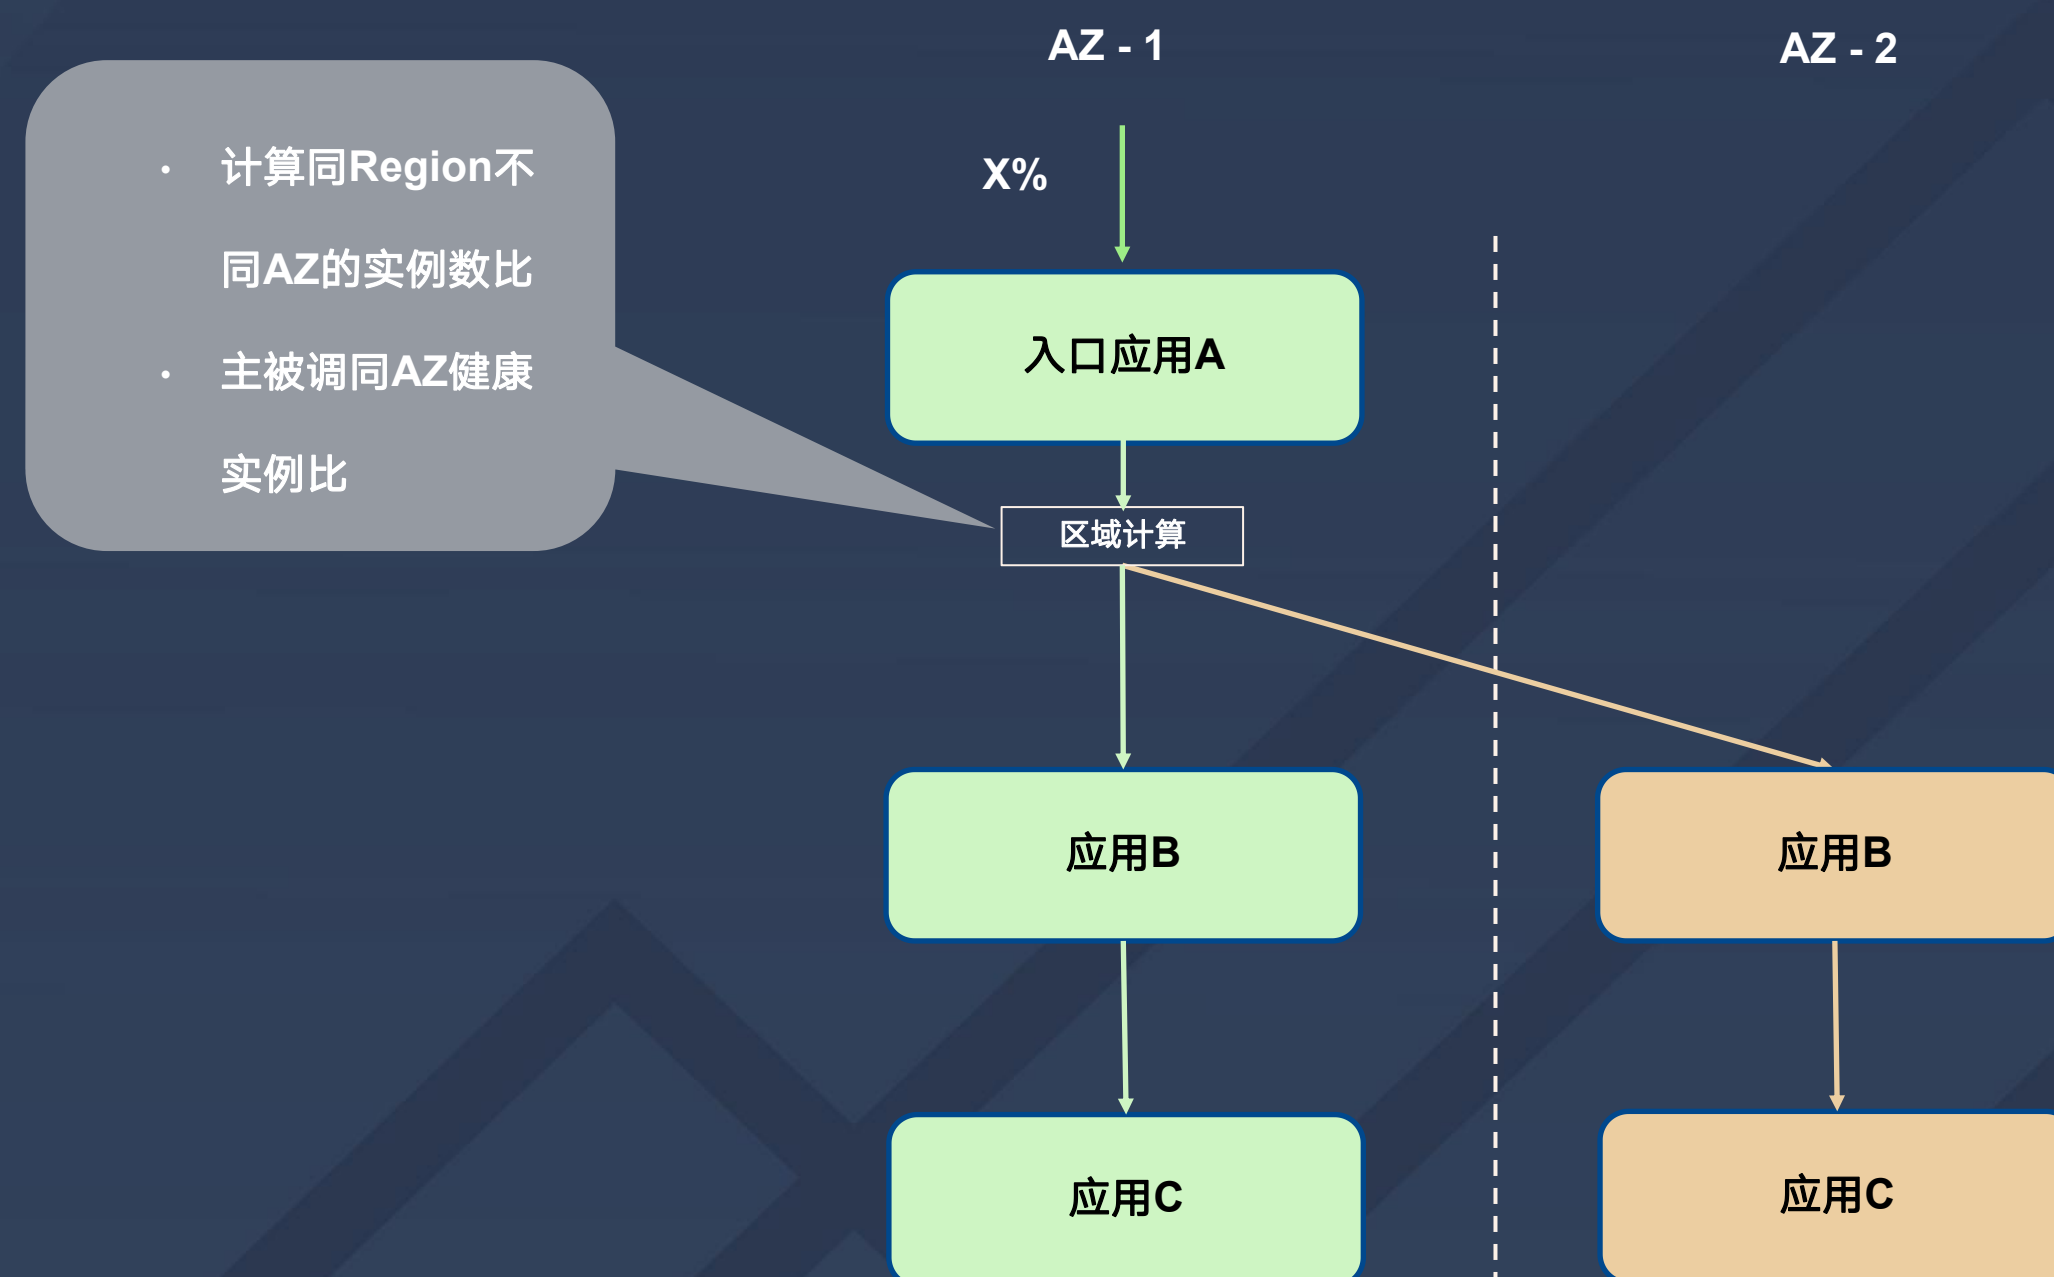 AZ - 1
AZ - 2
X%
· 计算同Region不
同AZ的实例数比
· 主被调同AZ健康
实例比
入口应用A
区域计算
应用B
应用B
应用C
应用C